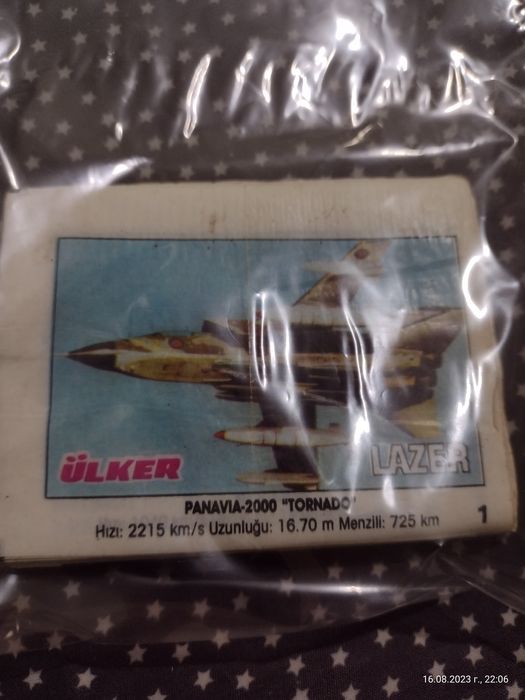 ÜLKER
LAZER
PANAVIA-2000 "TORNADO"
Hızı: 2215 km/s Uzunluğu: 16.70 m Menzili: 725 km
1
16.08.2023 г., 22:06